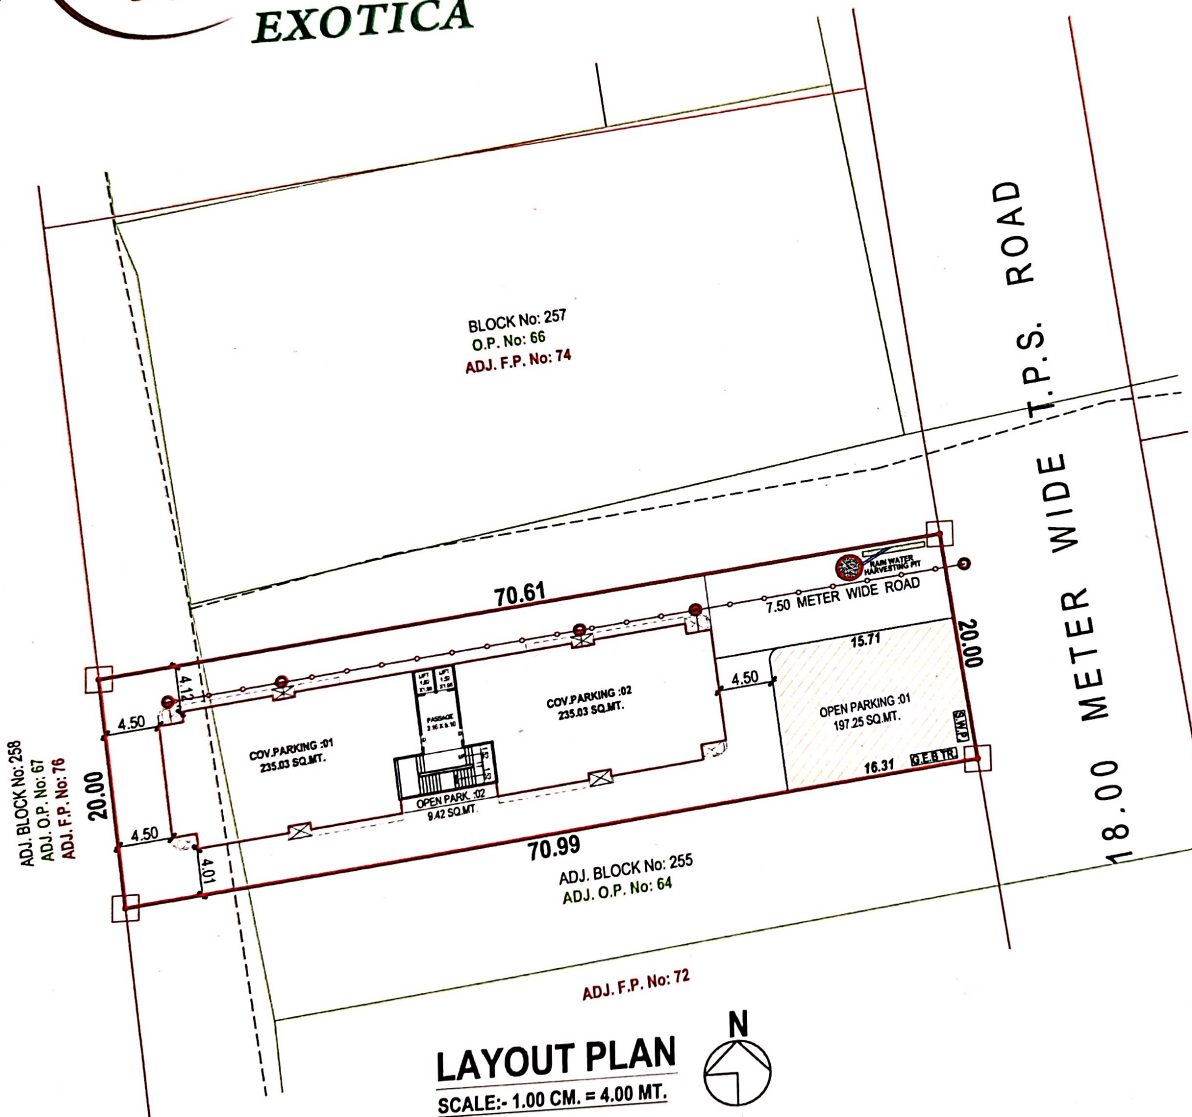 EXOTICA
BLOCK No: 257
O.P. No: 66
ADJ. F.P. No: 74
18.00 METER WIDE T.P.S. ROAD
RAIN WATER
HARVESTING PIT
7.50 METER WIDE ROAD
70.61
15.71
20.00
4.12
4.50
4.50
LIFT
LIFT
PASSAGE
COV.PARKING :02
235.03 SQ.MT.
COV.PARKING :01
235.03 SQ.MT.
OPEN PARKING :01
197.25 SQ.MT.
S.W.P
G.E.B TR.
16.31
OPEN PARK. :02
9.42 SQ.MT.
ADJ. BLOCK No: 258
ADJ. O.P. No: 67
ADJ. F.P. No: 76
20.00
4.50
4.01
70.99
ADJ. BLOCK No: 255
ADJ. O.P. No: 64
ADJ. F.P. No: 72
LAYOUT PLAN
SCALE:- 1.00 CM. = 4.00 MT.
N